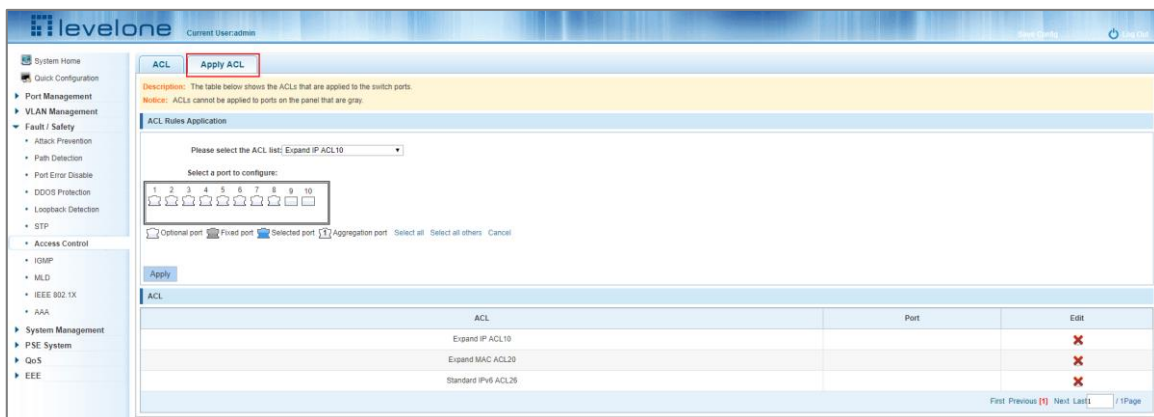 levelone Current User:admin Save Config Log Out
System Home
Quick Configuration
Port Management
VLAN Management
Fault / Safety
Attack Prevention
Path Detection
Port Error Disable
DDOS Protection
Loopback Detection
STP
Access Control
IGMP
MLD
IEEE 802.1X
AAA
System Management
PSE System
QoS
EEE
ACL Apply ACL
Description: The table below shows the ACLs that are applied to the switch ports.
Notice: ACLs cannot be applied to ports on the panel that are gray.
ACL Rules Application
Please select the ACL list: Expand IP ACL10
Select a port to configure:
1 2 3 4 5 6 7 8 9 10
Optional port Fixed port Selected port 1 Aggregation port Select all Select all others Cancel
Apply
ACL
ACL Port Edit
Expand IP ACL10
Expand MAC ACL20
Standard IPv6 ACL26
First Previous [1] Next Last 1 / 1Page